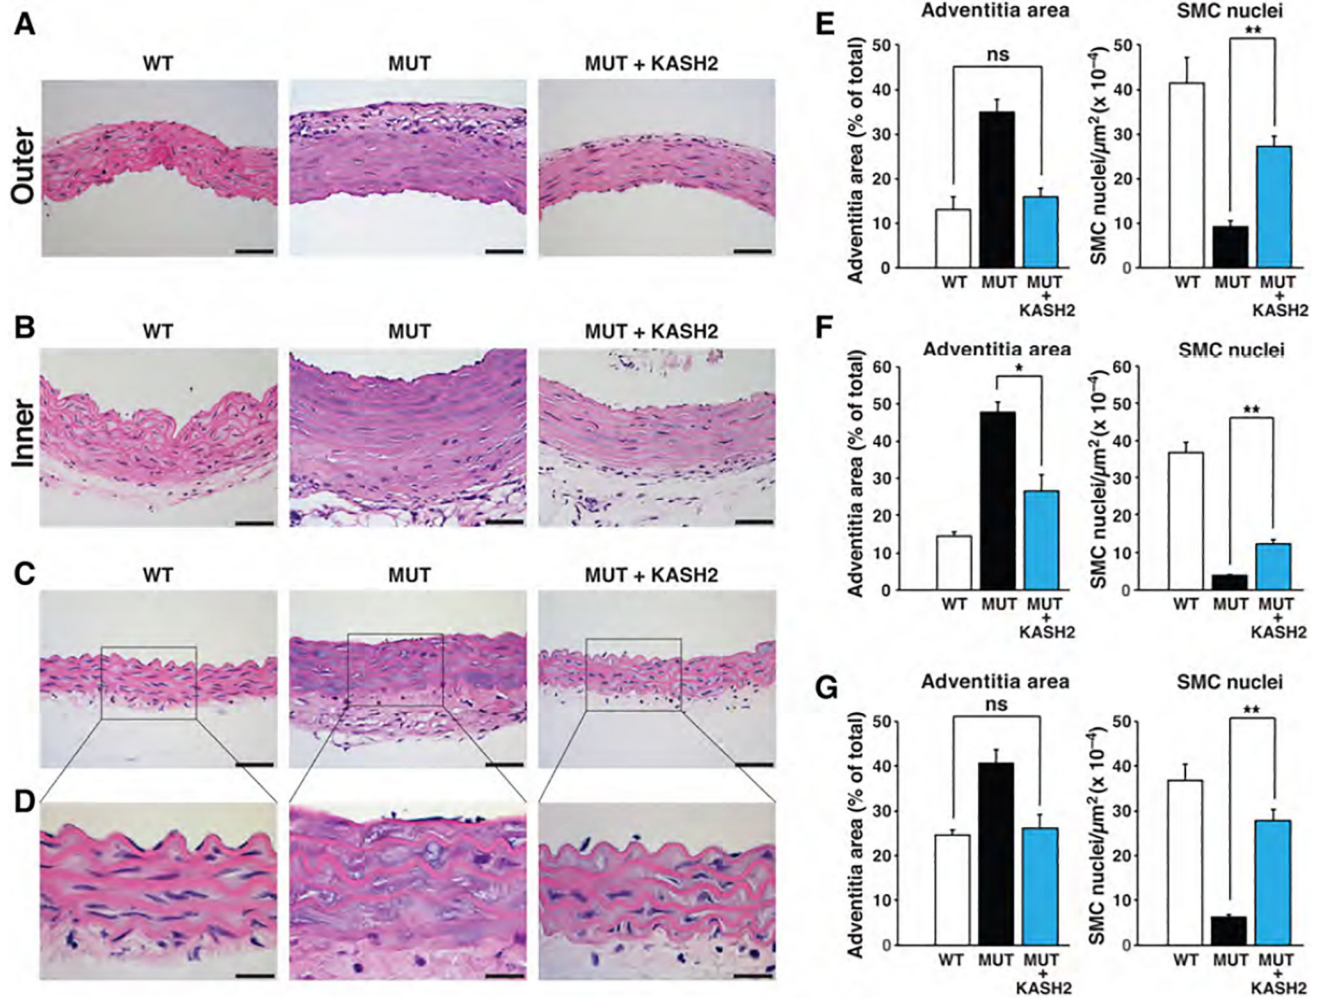 A
WT
MUT
MUT + KASH2
Outer
B
WT
MUT
MUT + KASH2
Inner
C
WT
MUT
MUT + KASH2
D
E
Adventitia area
Adventitia area (% of total)
50
40
30
20
10
0
ns
WT
MUT
MUT
+
KASH2
SMC nuclei
SMC nuclei/µm² (x 10⁻⁴)
50
40
30
20
10
0
**
WT
MUT
MUT
+
KASH2
F
Adventitia area
Adventitia area (% of total)
60
50
40
30
20
10
0
*
WT
MUT
MUT
+
KASH2
SMC nuclei
SMC nuclei/µm² (x 10⁻⁴)
60
50
40
30
20
10
0
**
WT
MUT
MUT
+
KASH2
G
Adventitia area
Adventitia area (% of total)
50
40
30
20
10
0
ns
WT
MUT
MUT
+
KASH2
SMC nuclei
SMC nuclei/µm² (x 10⁻⁴)
50
40
30
20
10
0
**
WT
MUT
MUT
+
KASH2